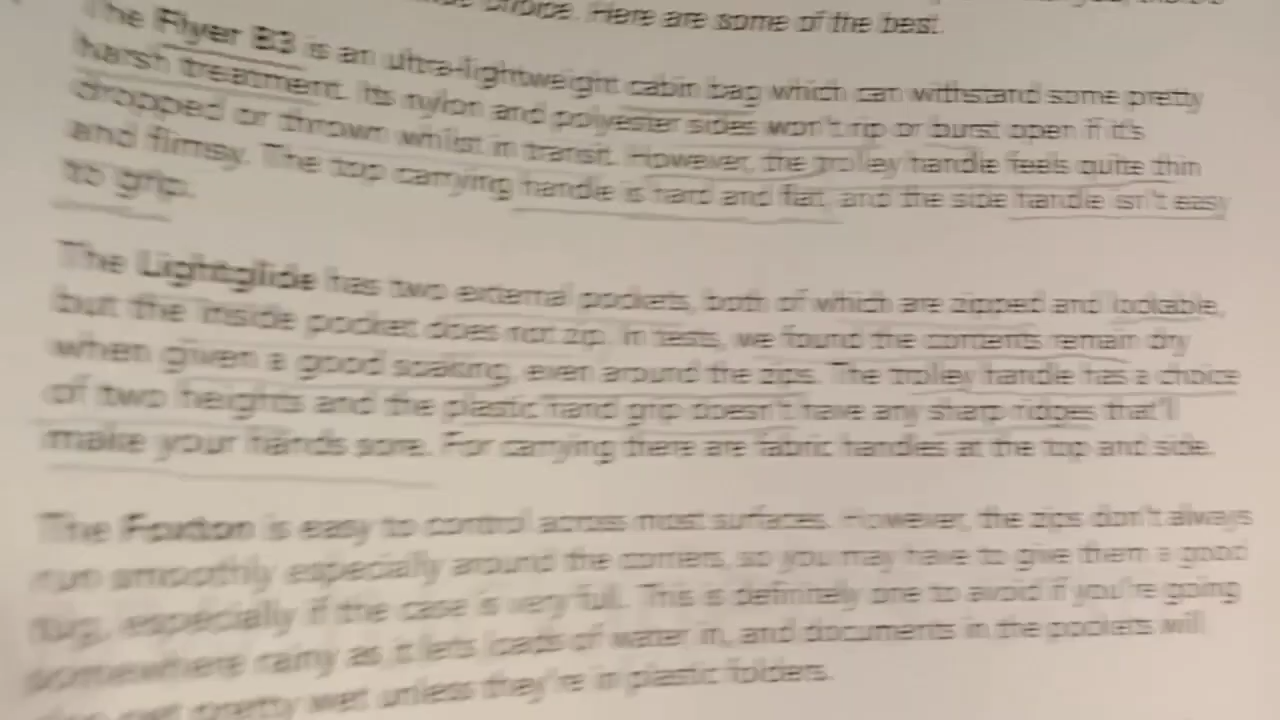 choice. Here are some of the best.
The Flyer B3 is an ultra-lightweight cabin bag which can withstand some pretty
harsh treatment. Its nylon and polyester sides won't rip or burst open if it's
dropped or thrown whilst in transit. However, the trolley handle feels quite thin
and flimsy. The top carrying handle is hard and flat, and the side handle isn't easy
to grip.
The Lightglide has two external pockets, both of which are zipped and lockable,
but the inside pocket does not zip. In tests, we found the contents remain dry
when given a good soaking, even around the zips. The trolley handle has a choice
of two heights and the plastic hand grip doesn't have any sharp ridges that'll
make your hands sore. For carrying there are fabric handles at the top and side.
The Foxton is easy to control across most surfaces. However, the zips don't always
run smoothly especially around the corners, so you may have to give them a good
tug, especially if the case is very full. This is definitely one to avoid if you're going
somewhere rainy as it lets loads of water in, and documents in the pockets will
also get pretty wet unless they're in plastic folders.